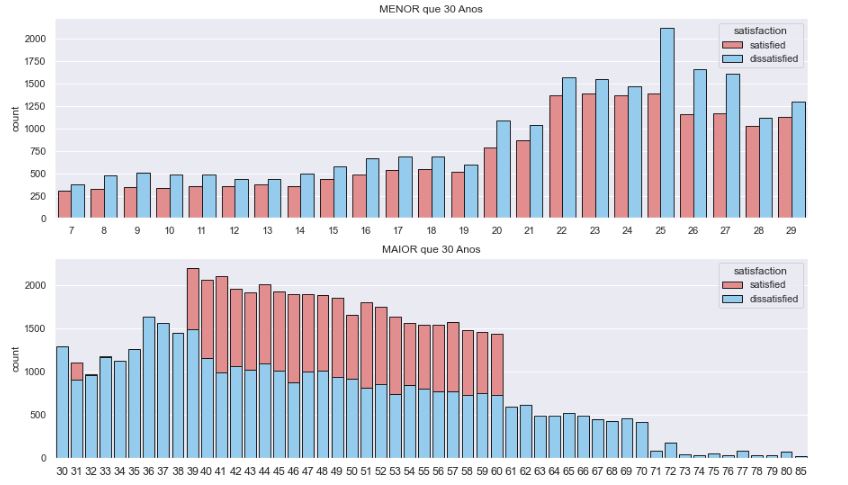 MENOR que 30 Anos
satisfaction
satisfied
dissatisfied
2000
1750
1500
1250
1000
750
500
250
0
count
7 8 9 10 11 12 13 14 15 16 17 18 19 20 21 22 23 24 25 26 27 28 29
MAIOR que 30 Anos
satisfaction
satisfied
dissatisfied
2000
1500
1000
500
0
count
30 31 32 33 34 35 36 37 38 39 40 41 42 43 44 45 46 47 48 49 50 51 52 53 54 55 56 57 58 59 60 61 62 63 64 65 66 67 68 69 70 71 72 73 74 75 76 77 78 79 80 85